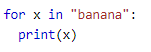 for x in "banana":
  print(x)